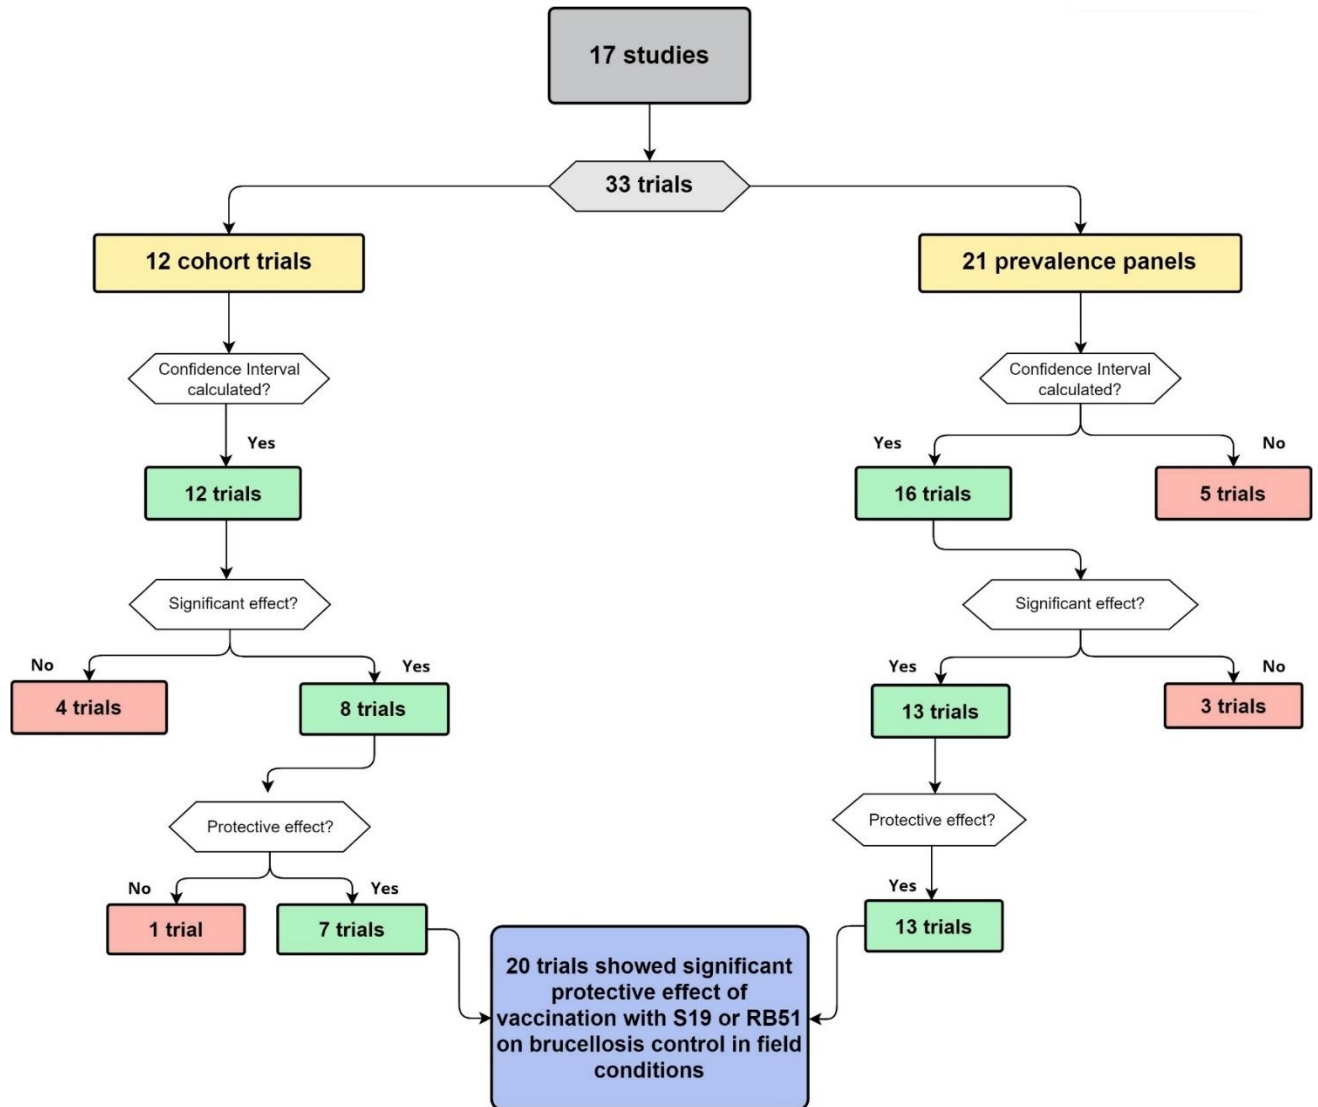 17 studies
33 trials
12 cohort trials
21 prevalence panels
Confidence Interval
calculated?
Confidence Interval
calculated?
Yes
Yes
No
12 trials
16 trials
5 trials
Significant effect?
Significant effect?
No
Yes
Yes
No
4 trials
8 trials
13 trials
3 trials
Protective effect?
Protective effect?
No
Yes
Yes
1 trial
7 trials
13 trials
20 trials showed significant
protective effect of
vaccination with S19 or RB51
on brucellosis control in field
conditions